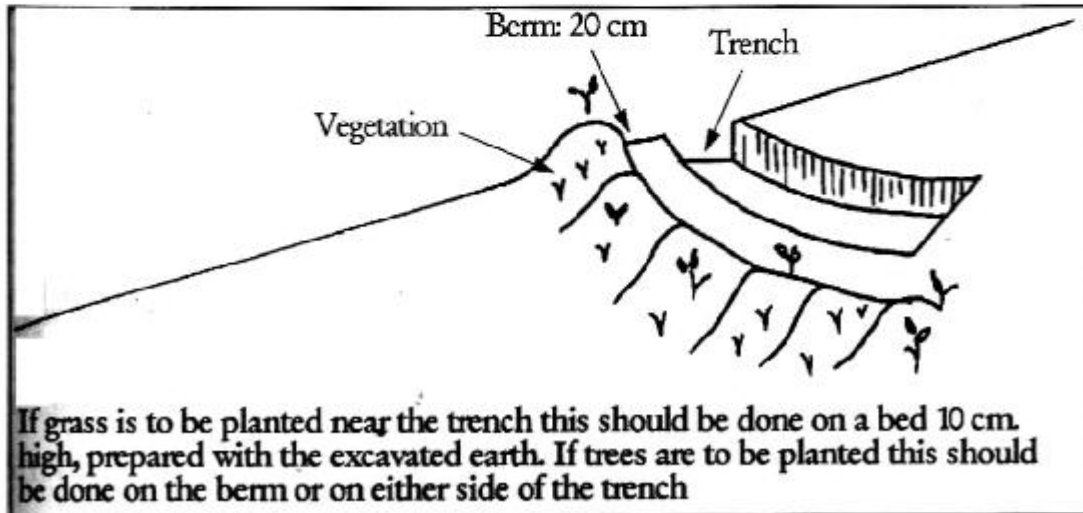 Berm: 20 cm
Trench
Vegetation
If grass is to be planted near the trench this should be done on a bed 10 cm.
high, prepared with the excavated earth. If trees are to be planted this should
be done on the berm or on either side of the trench